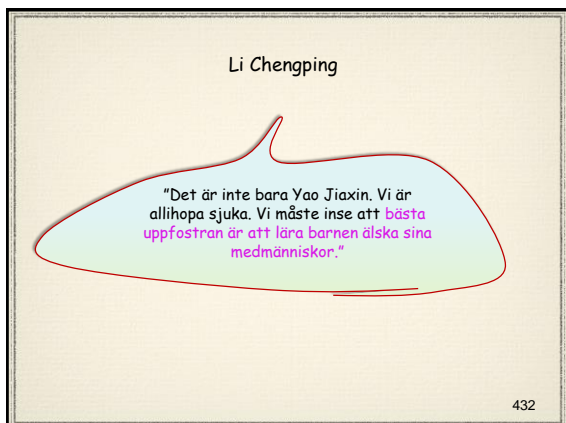 Li Chengping
”Det är inte bara Yao Jiaxin. Vi är
allihopa sjuka. Vi måste inse att bästa
uppfostran är att lära barnen älska sina
medmänniskor.”
432